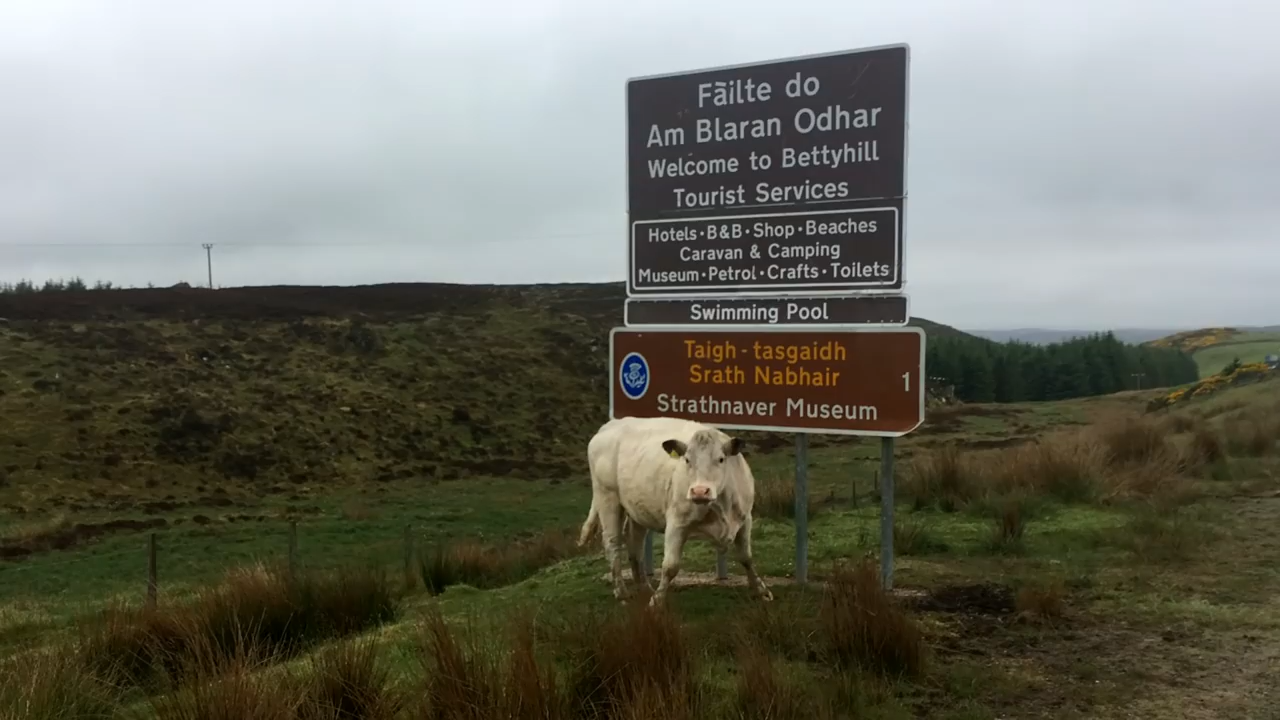 Fàilte do
Am Blaran Odhar
Welcome to Bettyhill
Tourist Services
Hotels · B&B · Shop · Beaches
Caravan & Camping
Museum · Petrol · Crafts · Toilets
Swimming Pool
Taigh - tasgaidh
Srath Nabhair
Strathnaver Museum
1